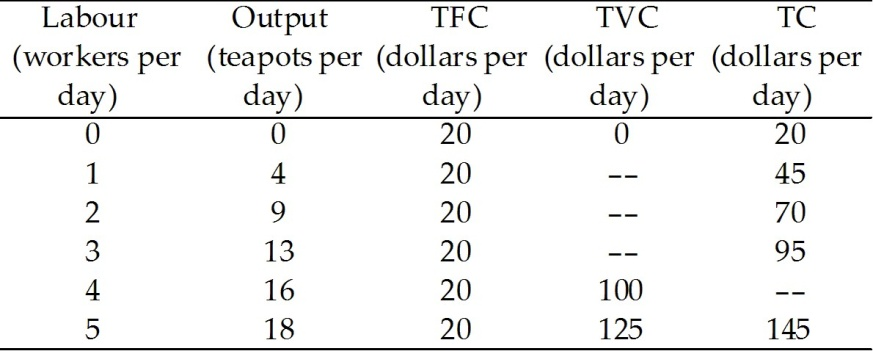 Labour Output TFC TVC TC
(workers per (teapots per (dollars per (dollars per (dollars per
day) day) day) day) day)
0 0 20 0 20
1 4 20 -- 45
2 9 20 -- 70
3 13 20 -- 95
4 16 20 100 --
5 18 20 125 145